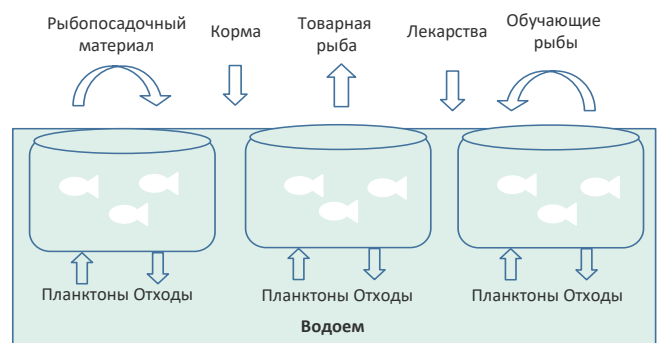 Рыбопосадочный
материал
Корма
Товарная
рыба
Лекарства
Обучающие
рыбы
Планктоны Отходы
Планктоны Отходы
Планктоны Отходы
Водоем